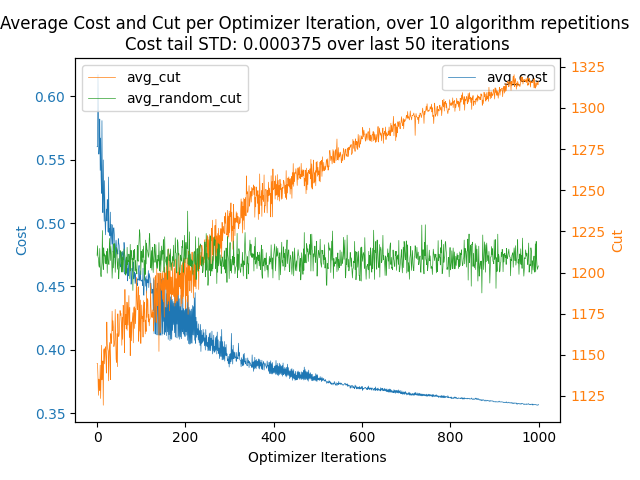 Average Cost and Cut per Optimizer Iteration, over 10 algorithm repetitions
Cost tail STD: 0.000375 over last 50 iterations
avg_cut
avg_random_cut
avg_cost
0.60
0.55
0.50
0.45
0.40
0.35
Cost
1325
1300
1275
1250
1225
1200
1175
1150
1125
Cut
0
200
400
600
800
1000
Optimizer Iterations